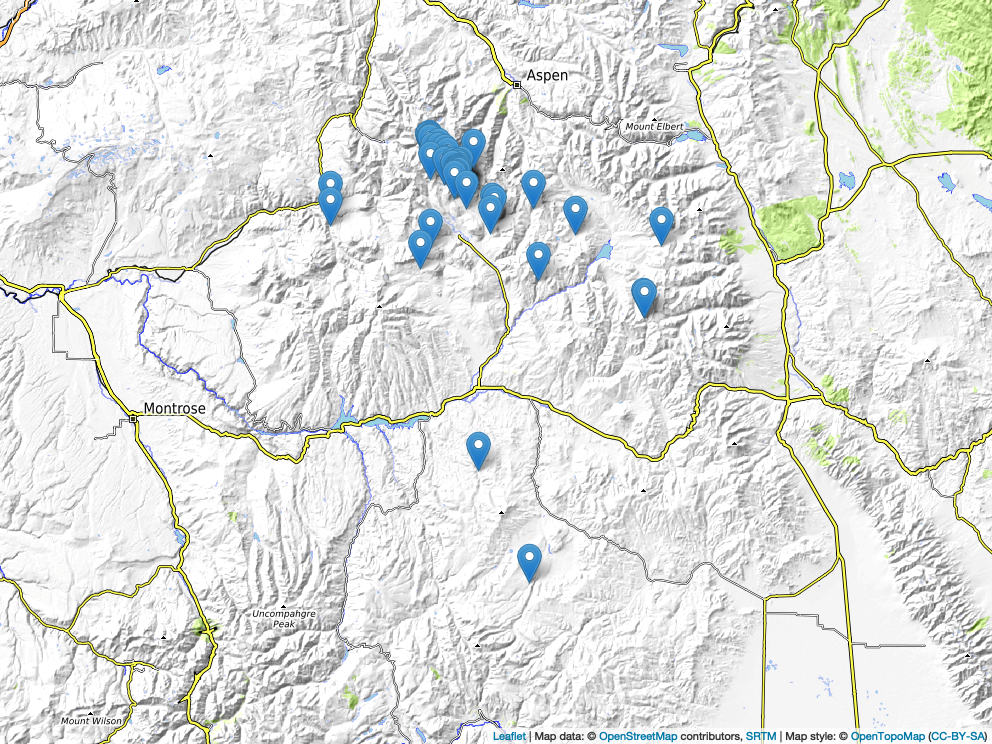 Aspen
Mount Elbert
Montrose
Uncompahgre
Peak
Mount Wilson
Leaflet | Map data: © OpenStreetMap contributors, SRTM | Map style: © OpenTopoMap (CC-BY-SA)